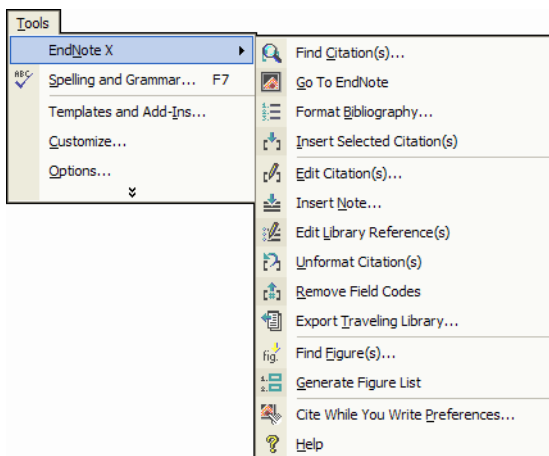 Tools
EndNote X
Spelling and Grammar... F7
Templates and Add-Ins...
Customize...
Options...
Find Citation(s)...
Go To EndNote
Format Bibliography...
Insert Selected Citation(s)
Edit Citation(s)...
Insert Note...
Edit Library Reference(s)
Unformat Citation(s)
Remove Field Codes
Export Traveling Library...
Find Figure(s)...
Generate Figure List
Cite While You Write Preferences...
Help
ABC
fig.